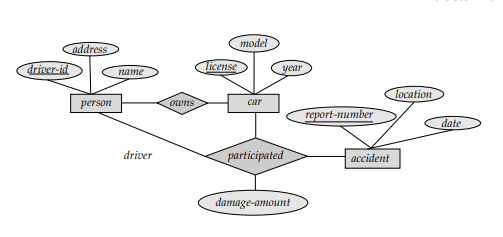 model
address
driver-id
name
license
year
location
person
owns
car
report-number
date
driver
participated
accident
damage-amount